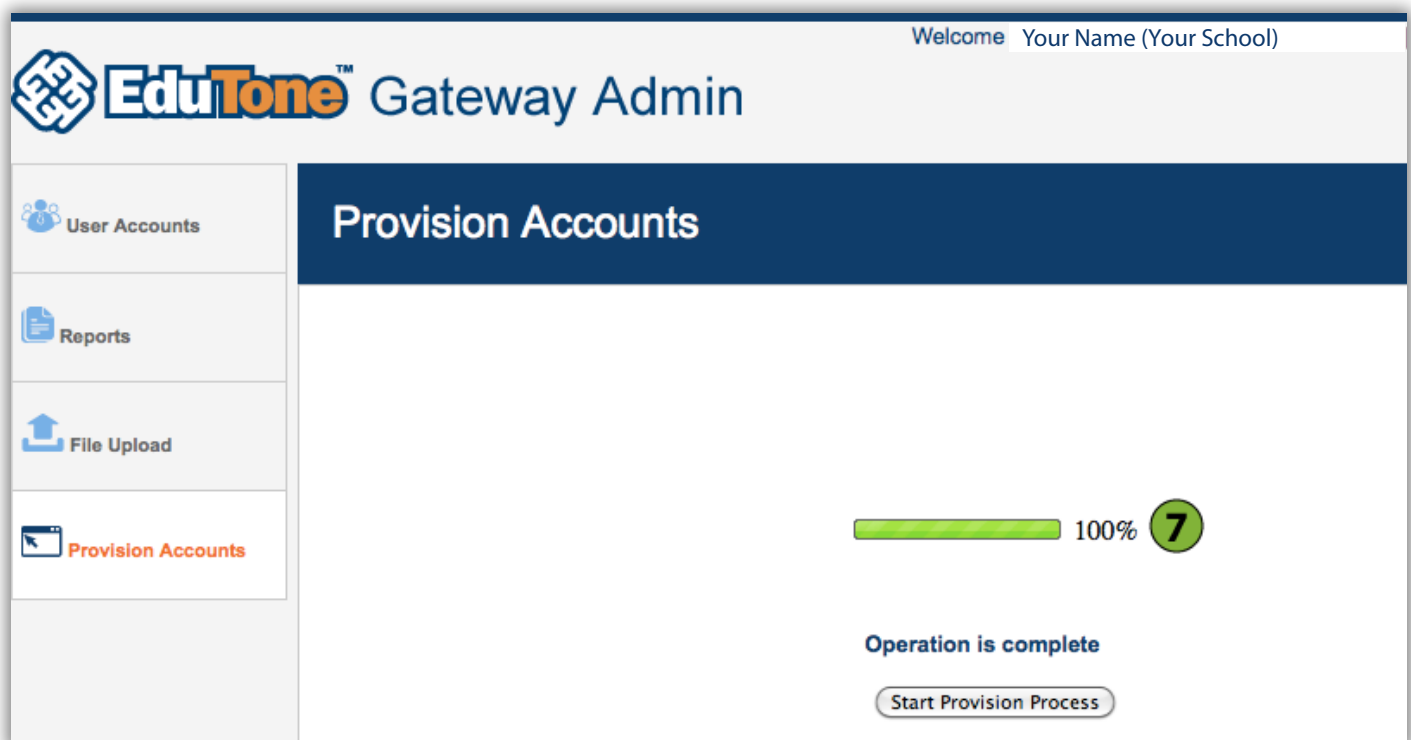 Welcome Your Name (Your School)
EduTone™ Gateway Admin
User Accounts
Provision Accounts
Reports
File Upload
Provision Accounts
100% 7
Operation is complete
Start Provision Process